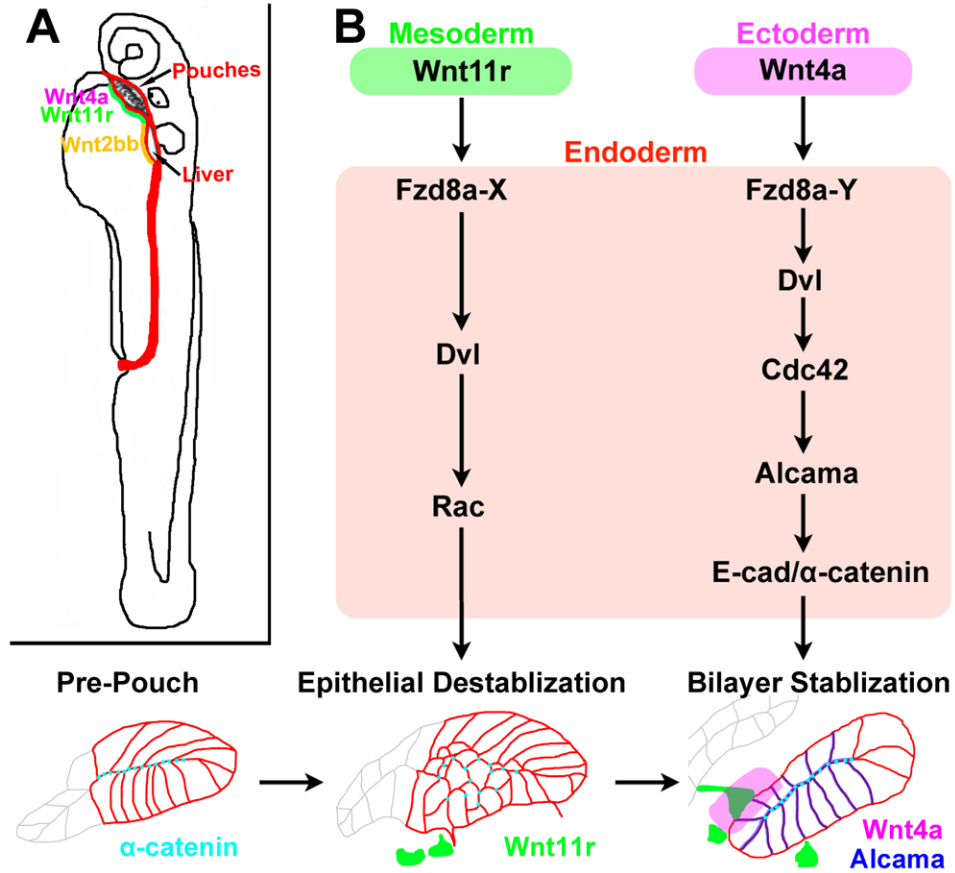 A
Pouches
Wnt4a
Wnt11r
Wnt2bb
Liver
B
Mesoderm
Wnt11r
Ectoderm
Wnt4a
Endoderm
Fzd8a-X
Fzd8a-Y
Dvl
Dvl
Cdc42
Alcama
Rac
E-cad/α-catenin
Pre-Pouch
Epithelial Destablization
Bilayer Stablization
α-catenin
Wnt11r
Wnt4a
Alcama